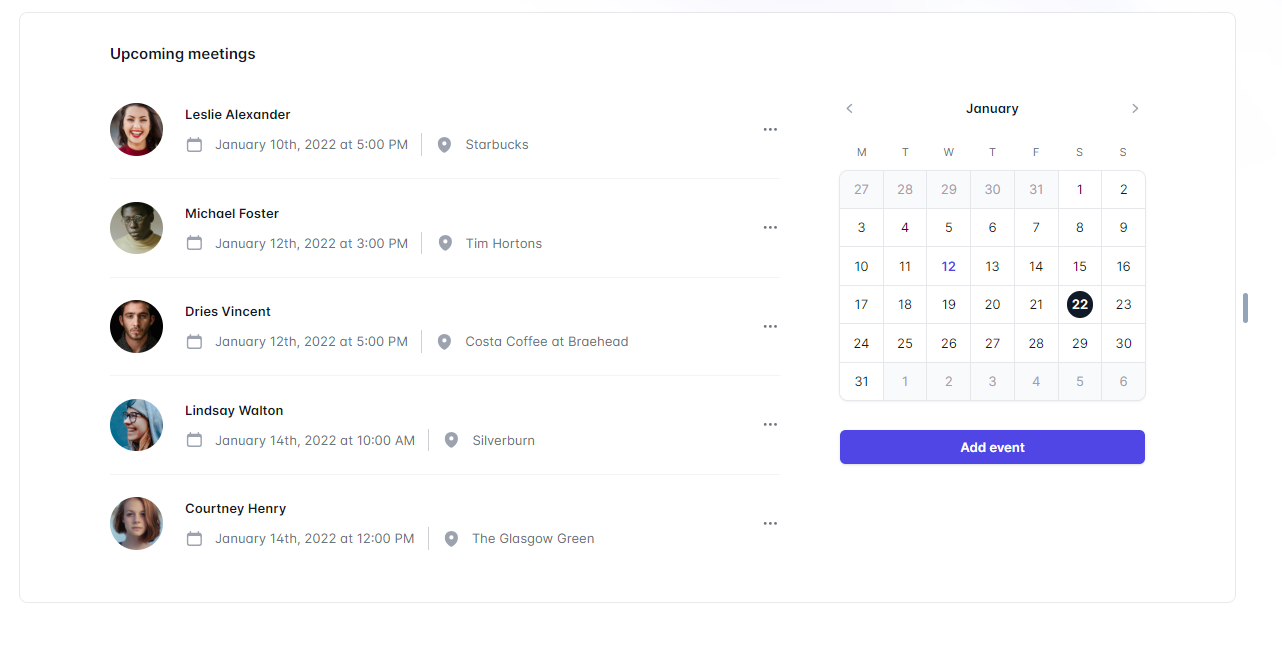 Upcoming meetings
Leslie Alexander
January 10th, 2022 at 5:00 PM Starbucks
Michael Foster
January 12th, 2022 at 3:00 PM Tim Hortons
Dries Vincent
January 12th, 2022 at 5:00 PM Costa Coffee at Braehead
Lindsay Walton
January 14th, 2022 at 10:00 AM Silverburn
Courtney Henry
January 14th, 2022 at 12:00 PM The Glasgow Green
January
M T W T F S S
27 28 29 30 31 1 2
3 4 5 6 7 8 9
10 11 12 13 14 15 16
17 18 19 20 21 22 23
24 25 26 27 28 29 30
31 1 2 3 4 5 6
Add event